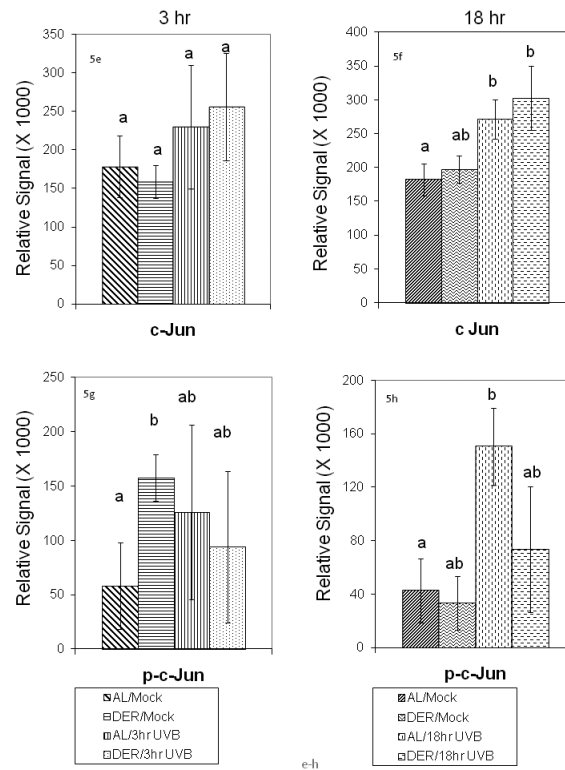 3 hr
18 hr
5e
Relative Signal (X 1000)
350
300
250
200
150
100
50
0
a
a
a
a
c-Jun
5f
Relative Signal (X 1000)
400
350
300
250
200
150
100
50
0
a
ab
b
b
c Jun
5g
Relative Signal (X 1000)
250
200
150
100
50
0
a
b
ab
ab
p-c-Jun
5h
Relative Signal (X 1000)
200
160
120
80
40
0
a
ab
b
ab
p-c-Jun
AL/Mock
DER/Mock
AL/3hr UVB
DER/3hr UVB
AL/Mock
DER/Mock
AL/18hr UVB
DER/18hr UVB
e-h